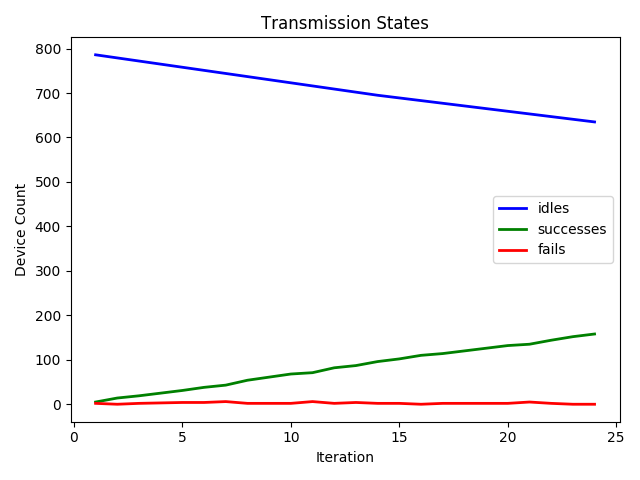 Transmission States
Device Count
800
700
600
500
400
300
200
100
0
idles
successes
fails
0 5 10 15 20 25
Iteration